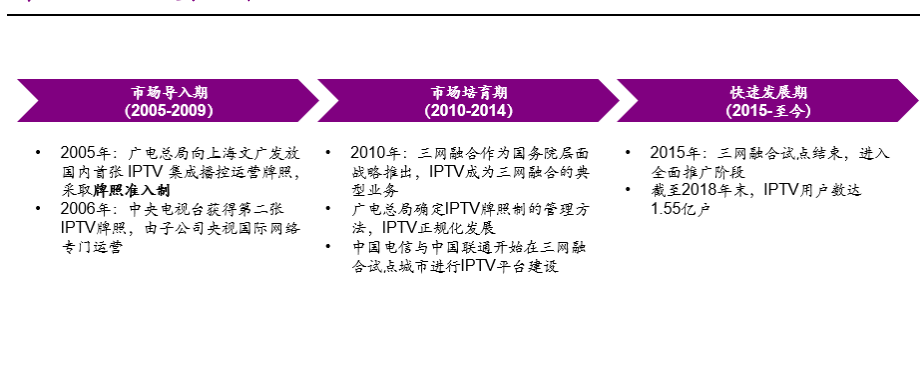 市场导入期
(2005-2009)
市场培育期
(2010-2014)
快速发展期
(2015-至今)
• 2005年：广电总局向上海文广发放
国内首张 IPTV 集成播控运营牌照，
采取牌照准入制
• 2006年：中央电视台获得第二张
IPTV牌照，由子公司央视国际网络
专门运营
• 2010年：三网融合作为国务院层面
战略推出，IPTV成为三网融合的典
型业务
• 广电总局确定IPTV牌照制的管理方
法，IPTV正规化发展
• 中国电信与中国联通开始在三网融
合试点城市进行IPTV平台建设
• 2015年：三网融合试点结束，进入
全面推广阶段
• 截至2018年末，IPTV用户数达
1.55亿户